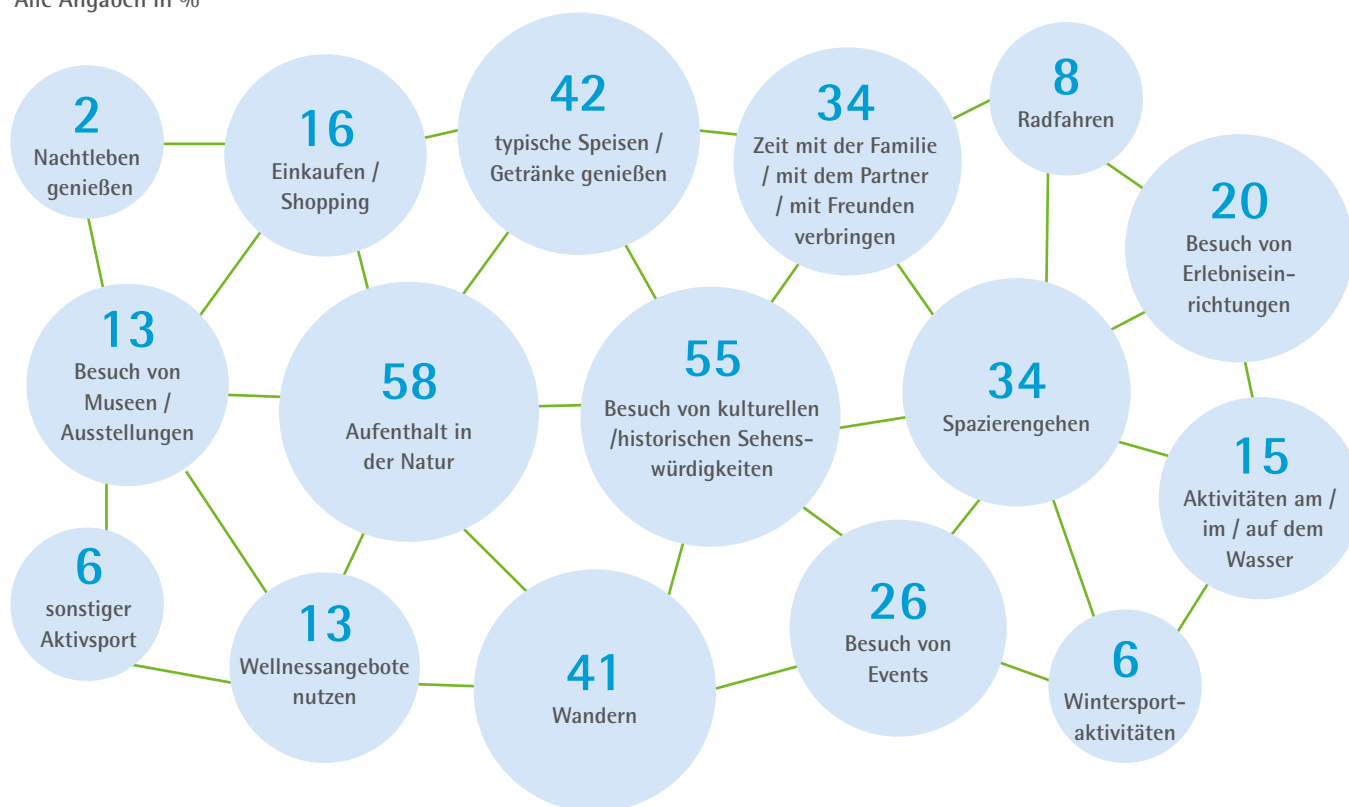 Alle Angaben in %
2
Nachtleben
genießen
16
Einkaufen /
Shopping
42
typische Speisen /
Getränke genießen
34
Zeit mit der Familie
/ mit dem Partner
/ mit Freunden
verbringen
8
Radfahren
20
Besuch von
Erlebnisein-
richtungen
13
Besuch von
Museen /
Ausstellungen
58
Aufenthalt in
der Natur
55
Besuch von kulturellen
/historischen Sehens-
würdigkeiten
34
Spazierengehen
15
Aktivitäten am /
im / auf dem
Wasser
6
sonstiger
Aktivsport
13
Wellnessangebote
nutzen
41
Wandern
26
Besuch von
Events
6
Wintersport-
aktivitäten